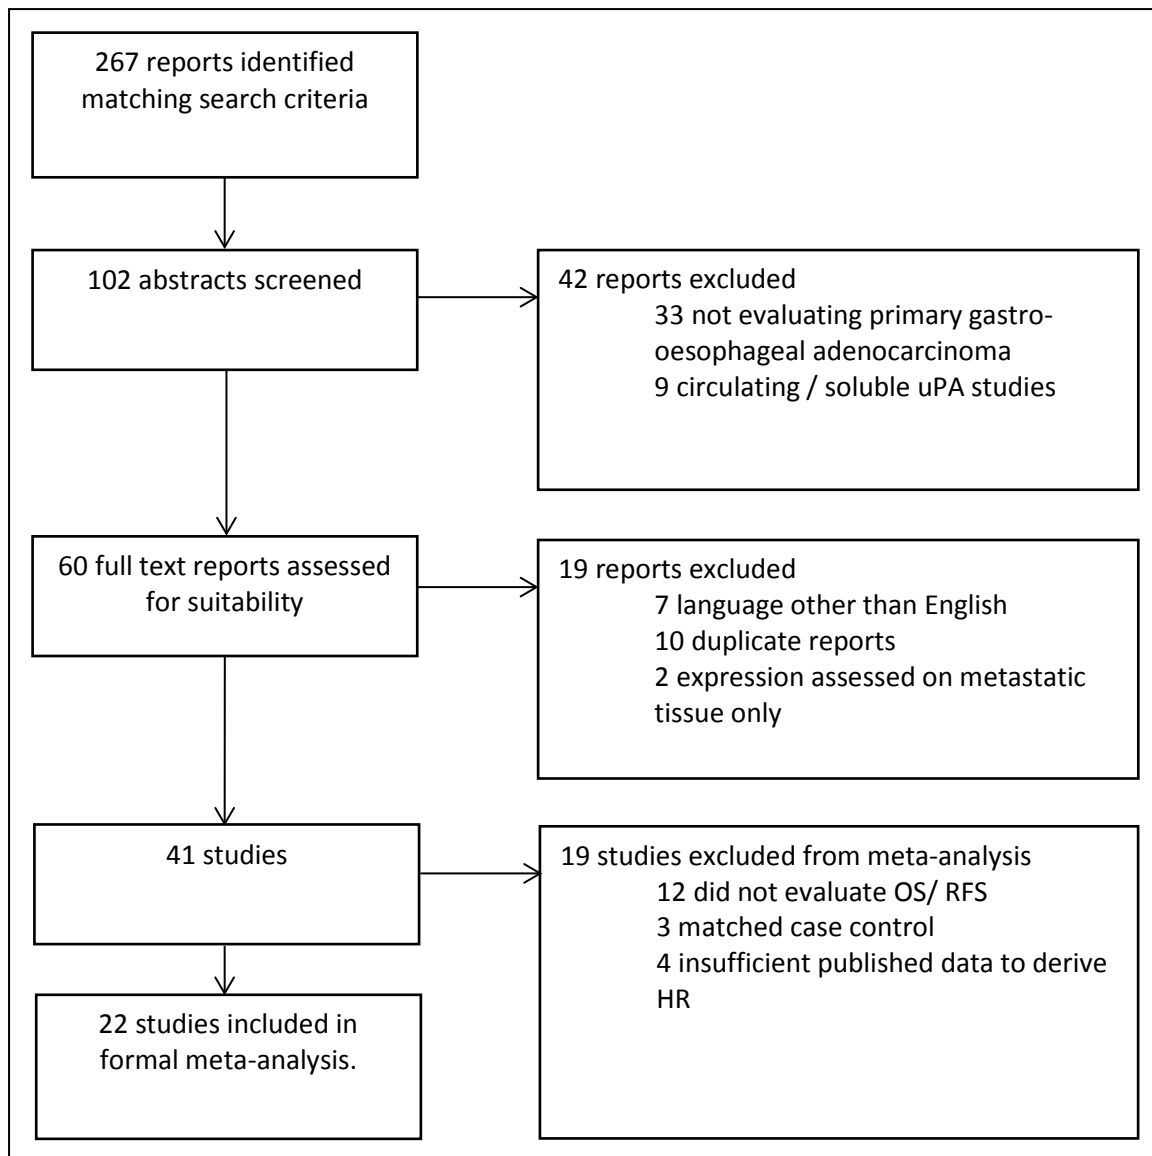 267 reports identified
matching search criteria
102 abstracts screened
42 reports excluded
33 not evaluating primary gastro-
oesophageal adenocarcinoma
9 circulating / soluble uPA studies
60 full text reports assessed
for suitability
19 reports excluded
7 language other than English
10 duplicate reports
2 expression assessed on metastatic
tissue only
41 studies
19 studies excluded from meta-analysis
12 did not evaluate OS/ RFS
3 matched case control
4 insufficient published data to derive
HR
22 studies included in
formal meta-analysis.